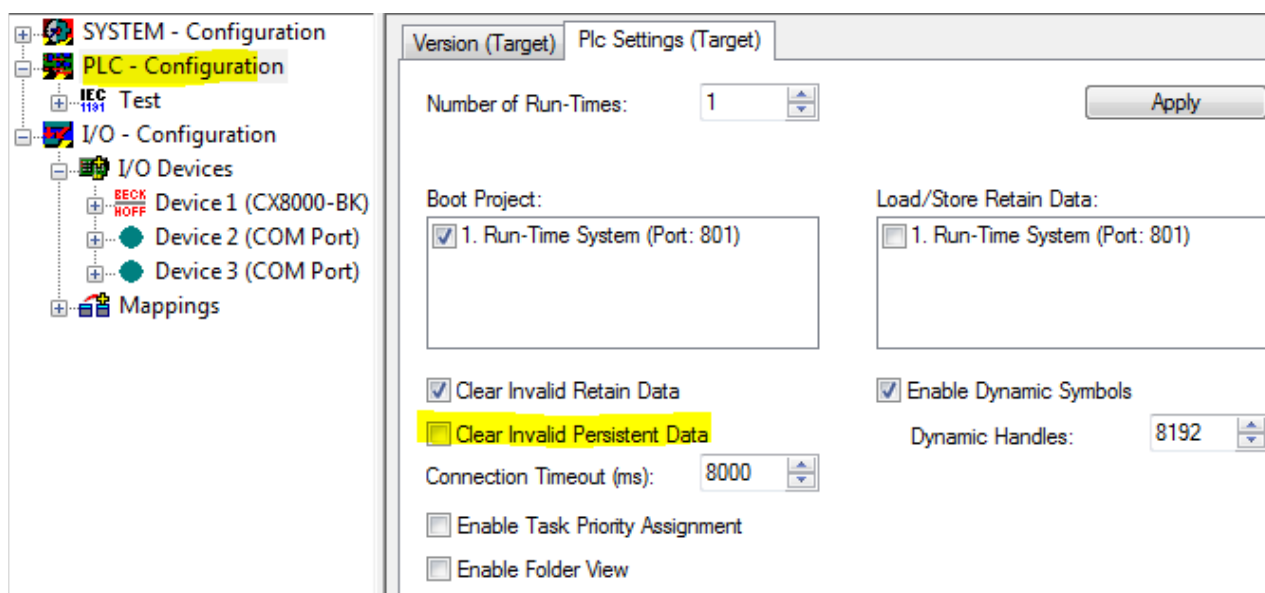 SYSTEM - Configuration
PLC - Configuration
IEC
1131
Test
I/O - Configuration
I/O Devices
BECK
HOFF
Device 1 (CX8000-BK)
Device 2 (COM Port)
Device 3 (COM Port)
Mappings
Version (Target) Plc Settings (Target)
Number of Run-Times: 1 Apply
Boot Project: Load/Store Retain Data:
1. Run-Time System (Port: 801) 1. Run-Time System (Port: 801)
Clear Invalid Retain Data Enable Dynamic Symbols
Clear Invalid Persistent Data Dynamic Handles: 8192
Connection Timeout (ms): 8000
Enable Task Priority Assignment
Enable Folder View